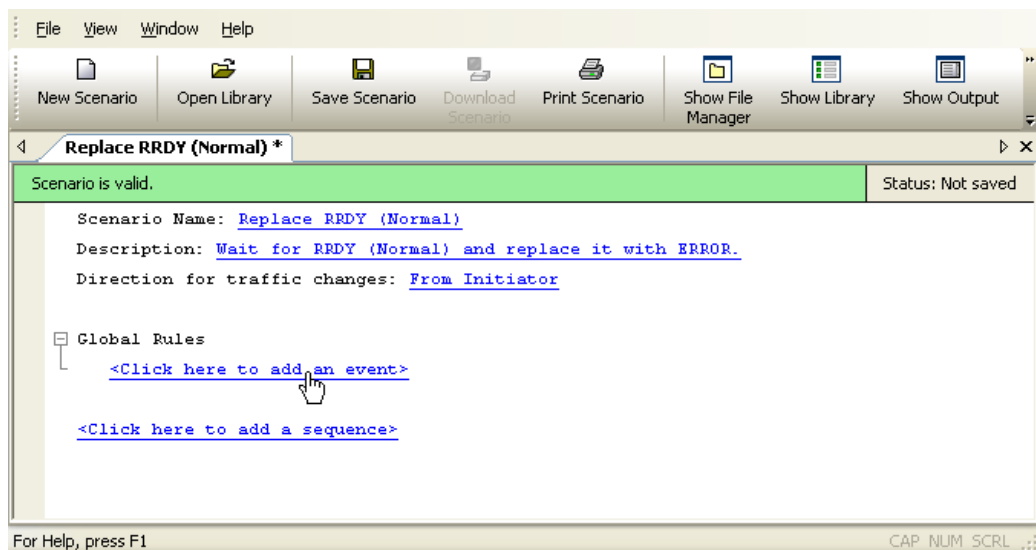 File View Window Help
New Scenario Open Library Save Scenario Download Scenario Print Scenario Show File Manager Show Library Show Output
Replace RRDY (Normal) *
Scenario is valid. Status: Not saved
Scenario Name: Replace RRDY (Normal)
Description: Wait for RRDY (Normal) and replace it with ERROR.
Direction for traffic changes: From Initiator
Global Rules
<Click here to add an event>
<Click here to add a sequence>
For Help, press F1 CAP NUM SCRL